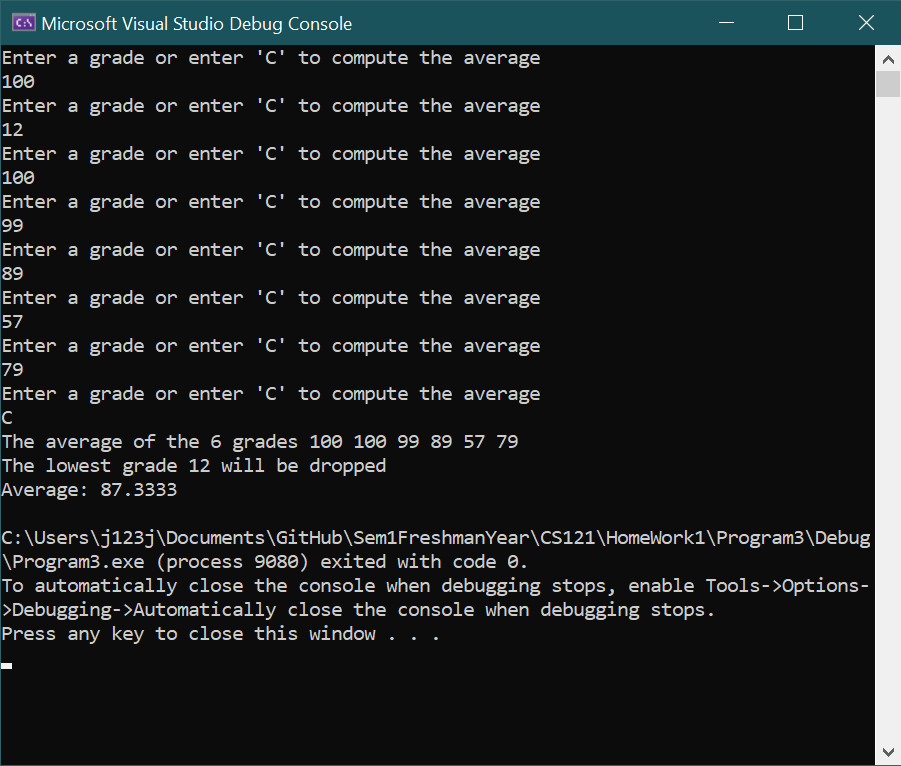 Microsoft Visual Studio Debug Console
Enter a grade or enter 'C' to compute the average
100
Enter a grade or enter 'C' to compute the average
12
Enter a grade or enter 'C' to compute the average
100
Enter a grade or enter 'C' to compute the average
99
Enter a grade or enter 'C' to compute the average
89
Enter a grade or enter 'C' to compute the average
57
Enter a grade or enter 'C' to compute the average
79
Enter a grade or enter 'C' to compute the average
C
The average of the 6 grades 100 100 99 89 57 79
The lowest grade 12 will be dropped
Average: 87.3333
C:\Users\j123j\Documents\GitHub\Sem1FreshmanYear\CS121\HomeWork1\Program3\Debug
\Program3.exe (process 9080) exited with code 0.
To automatically close the console when debugging stops, enable Tools->Options-
>Debugging->Automatically close the console when debugging stops.
Press any key to close this window . . .